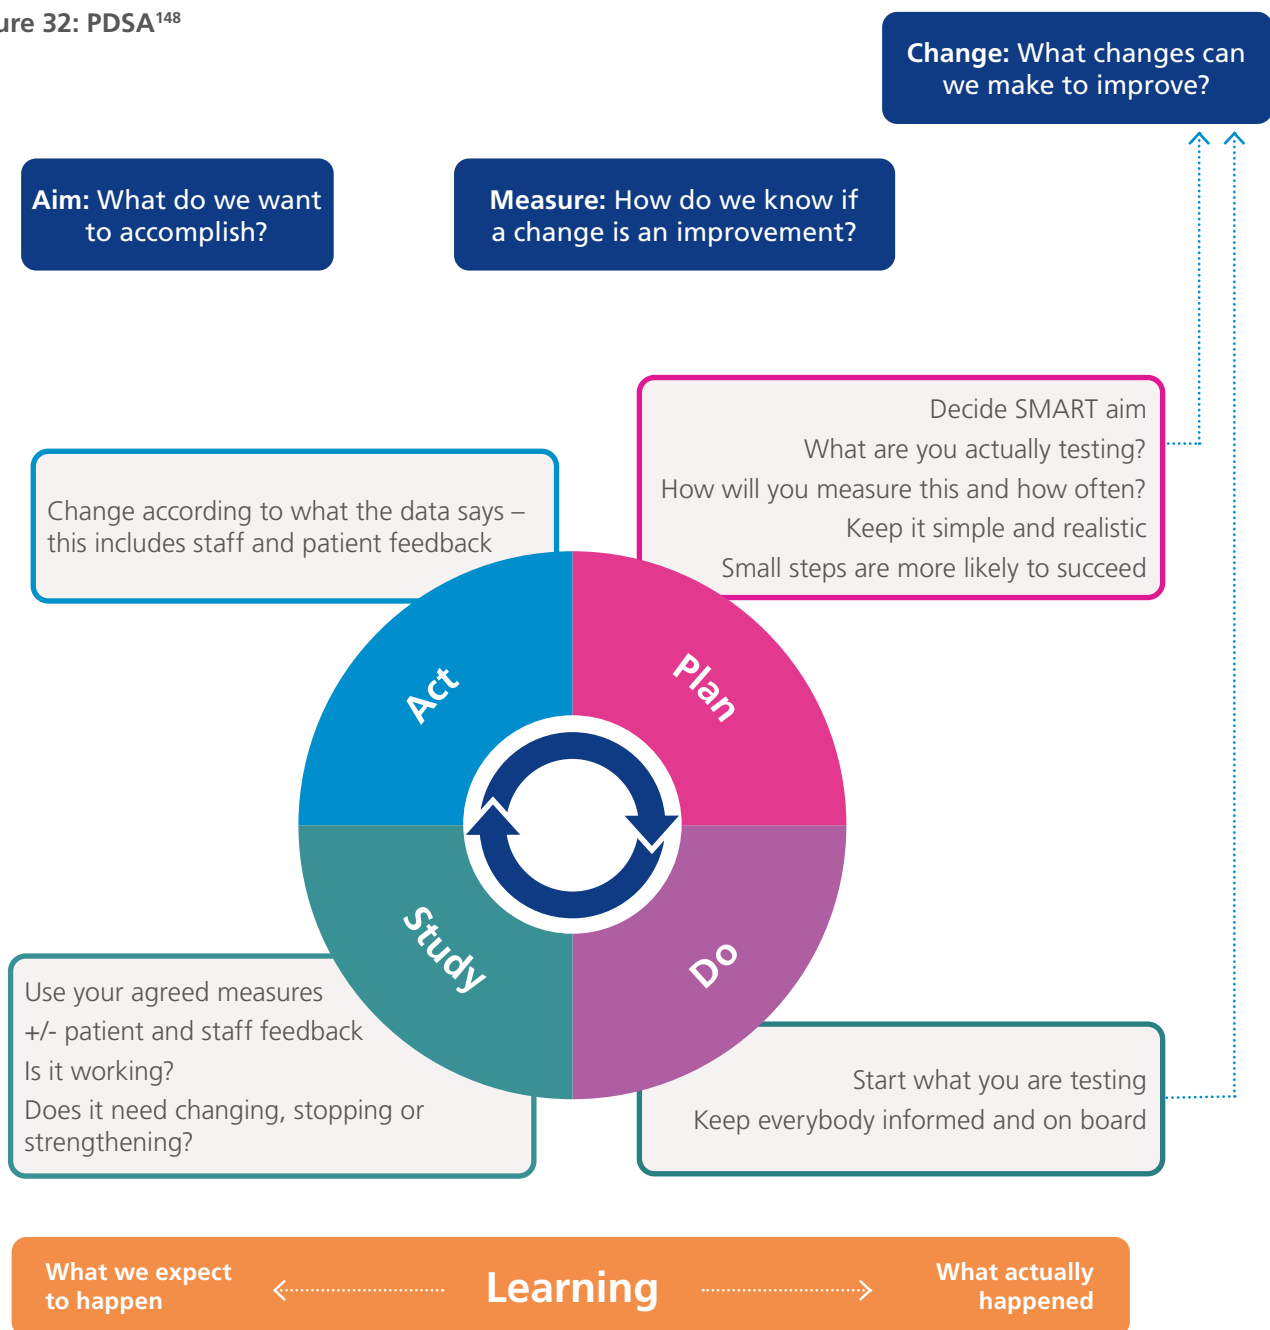 ure 32: PDSA148
Change: What changes can
we make to improve?
Aim: What do we want
to accomplish?
Measure: How do we know if
a change is an improvement?
Decide SMART aim
What are you actually testing?
How will you measure this and how often?
Keep it simple and realistic
Small steps are more likely to succeed
Change according to what the data says –
this includes staff and patient feedback
Act
Plan
Study
Do
Use your agreed measures
+/- patient and staff feedback
Is it working?
Does it need changing, stopping or
strengthening?
Start what you are testing
Keep everybody informed and on board
What we expect
to happen
Learning
What actually
happened